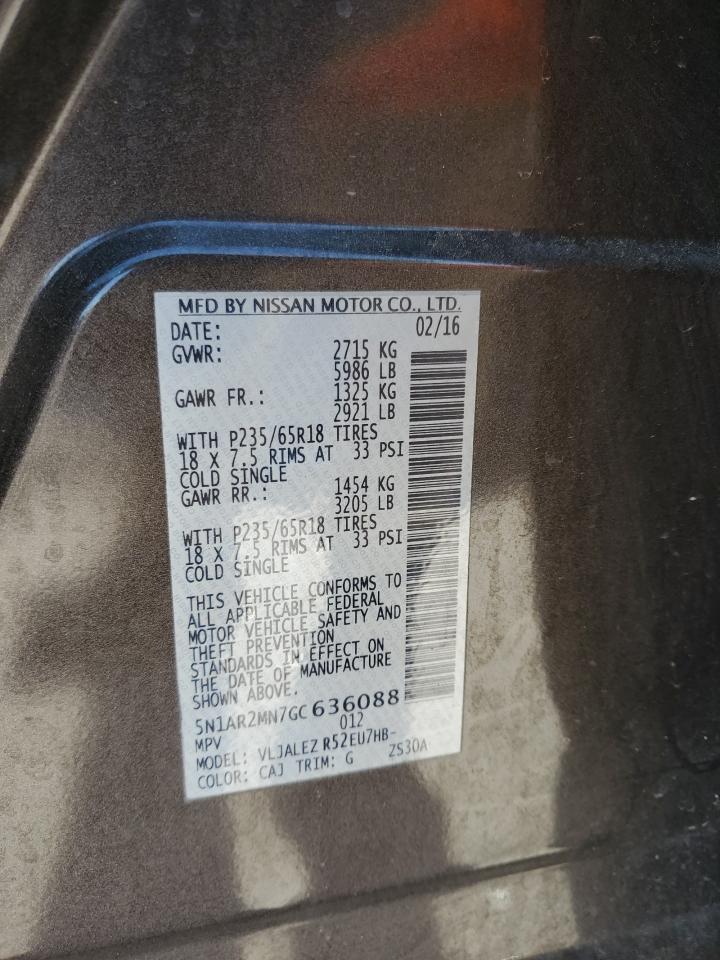 MFD BY NISSAN MOTOR CO., LTD.
DATE: 02/16
GVWR: 2715 KG
5986 LB
GAWR FR.: 1325 KG
2921 LB
WITH P235/65R18 TIRES
18 X 7.5 RIMS AT 33 PSI
COLD SINGLE
GAWR RR.: 1454 KG
3205 LB
WITH P235/65R18 TIRES
18 X 7.5 RIMS AT 33 PSI
COLD SINGLE
THIS VEHICLE CONFORMS TO
ALL APPLICABLE FEDERAL
MOTOR VEHICLE SAFETY AND
THEFT PREVENTION
STANDARDS IN EFFECT ON
THE DATE OF MANUFACTURE
SHOWN ABOVE.
5N1AR2MN7GC636088
MPV 012
MODEL: VLJALEZ R52EU7HB-
COLOR: CAJ TRIM: G ZS30A